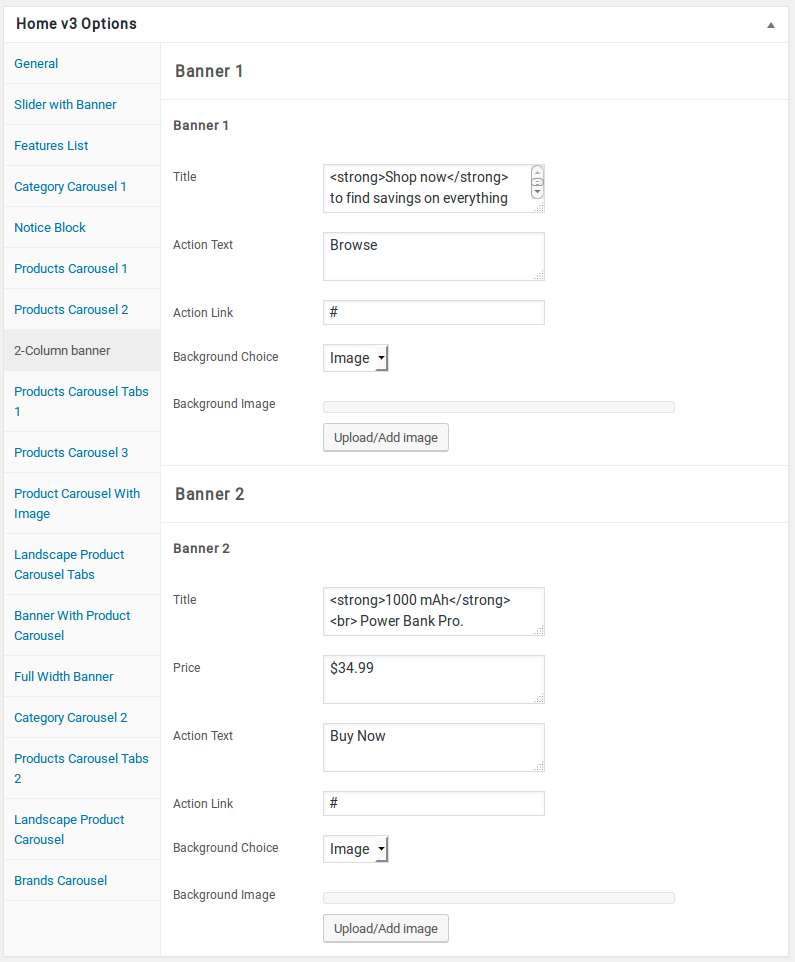 Home v3 Options
General
Slider with Banner
Features List
Category Carousel 1
Notice Block
Products Carousel 1
Products Carousel 2
2-Column banner
Products Carousel Tabs
1
Products Carousel 3
Product Carousel With
Image
Landscape Product
Carousel Tabs
Banner With Product
Carousel
Full Width Banner
Category Carousel 2
Products Carousel Tabs
2
Landscape Product
Carousel
Brands Carousel
Banner 1
Banner 1
Title
<strong>Shop now</strong>
to find savings on everything
Action Text
Browse
Action Link
#
Background Choice
Image
Background Image
Upload/Add image
Banner 2
Banner 2
Title
<strong>1000 mAh</strong>
<br> Power Bank Pro.
Price
$34.99
Action Text
Buy Now
Action Link
#
Background Choice
Image
Background Image
Upload/Add image